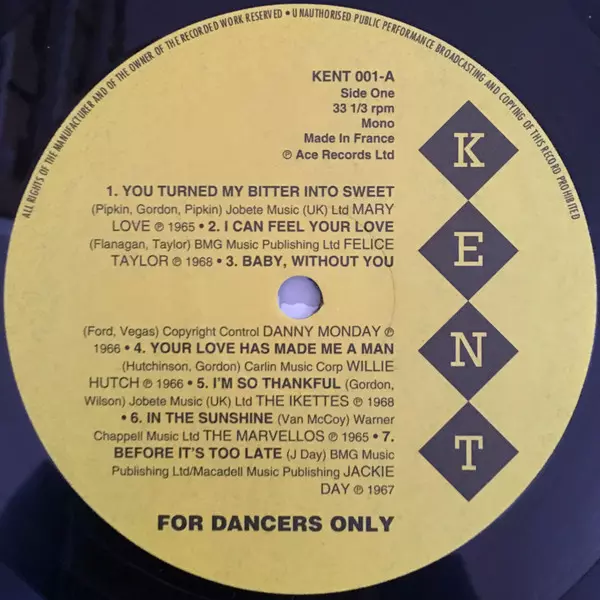 ALL RIGHTS OF THE MANUFACTURER AND OF THE OWNER OF THE RECORDED WORK RESERVED • UNAUTHORISED PUBLIC PERFORMANCE BROADCASTING AND COPYING OF THIS RECORD PROHIBITED
KENT 001-A
Side One
33 1/3 rpm
Mono
Made In France
℗ Ace Records Ltd
K
E
N
T
1. YOU TURNED MY BITTER INTO SWEET
(Pipkin, Gordon, Pipkin) Jobete Music (UK) Ltd MARY
LOVE ℗ 1965 • 2. I CAN FEEL YOUR LOVE
(Flanagan, Taylor) BMG Music Publishing Ltd FELICE
TAYLOR ℗ 1968 • 3. BABY, WITHOUT YOU
(Ford, Vegas) Copyright Control DANNY MONDAY ℗
1966 • 4. YOUR LOVE HAS MADE ME A MAN
(Hutchinson, Gordon) Carlin Music Corp WILLIE
HUTCH ℗ 1966 • 5. I'M SO THANKFUL (Gordon,
Wilson) Jobete Music (UK) Ltd THE IKETTES ℗ 1968
• 6. IN THE SUNSHINE (Van McCoy) Warner
Chappell Music Ltd THE MARVELLOS ℗ 1965 • 7.
BEFORE IT'S TOO LATE (J Day) BMG Music
Publishing Ltd/Macadell Music Publishing JACKIE
DAY ℗ 1967
FOR DANCERS ONLY